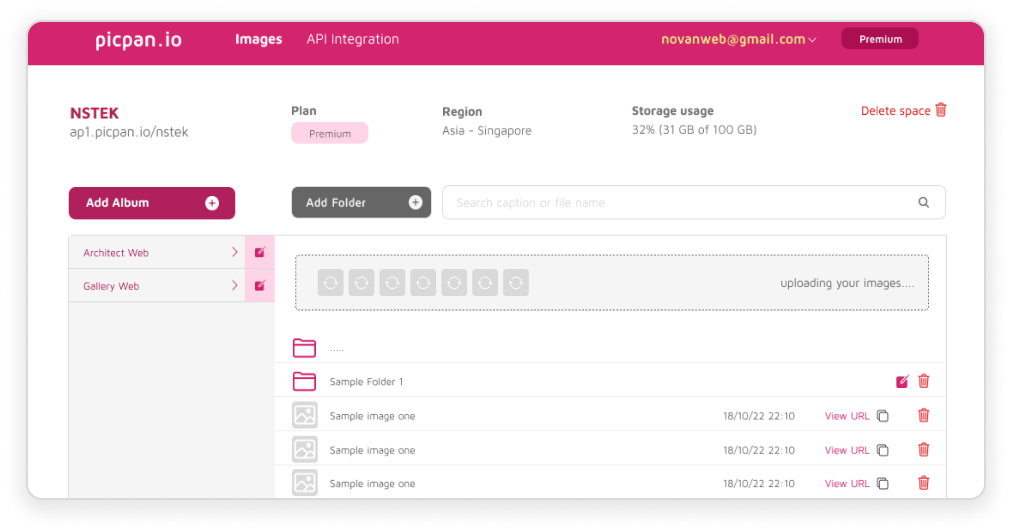 picpan.io Images API Integration novanweb@gmail.com Premium
NSTEK
ap1.picpan.io/nstek
Plan
Premium
Region
Asia - Singapore
Storage usage
32% (31 GB of 100 GB)
Delete space
Add Album
Add Folder
Search caption or file name
Architect Web
Gallery Web
uploading your images....
.....
Sample Folder 1
Sample image one 18/10/22 22:10 View URL
Sample image one 18/10/22 22:10 View URL
Sample image one 18/10/22 22:10 View URL